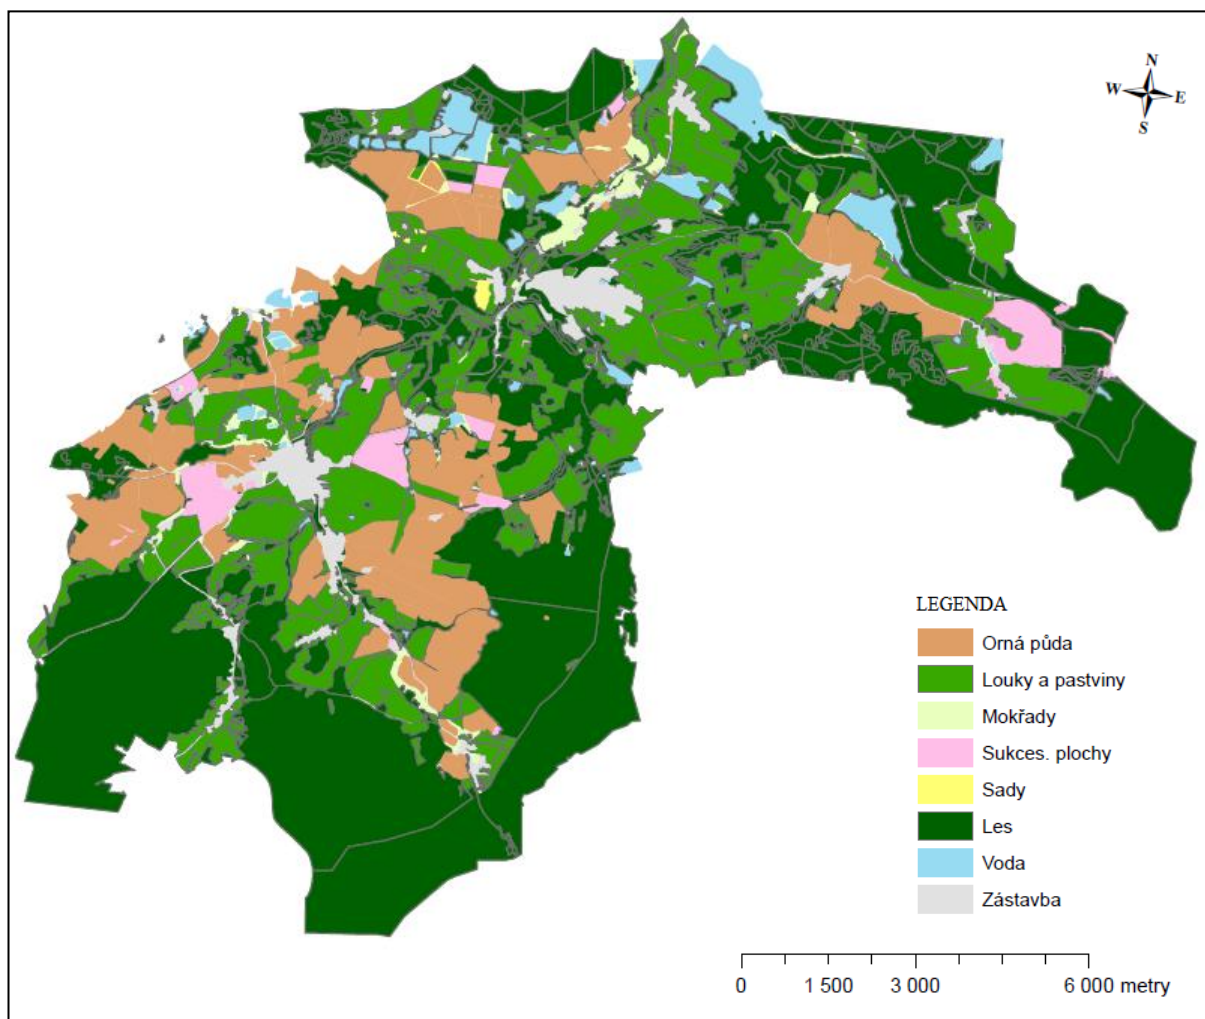 N
W E
S
LEGENDA
Orná půda
Louky a pastviny
Mokřady
Sukces. plochy
Sady
Les
Voda
Zástavba
0 1 500 3 000 6 000 metry